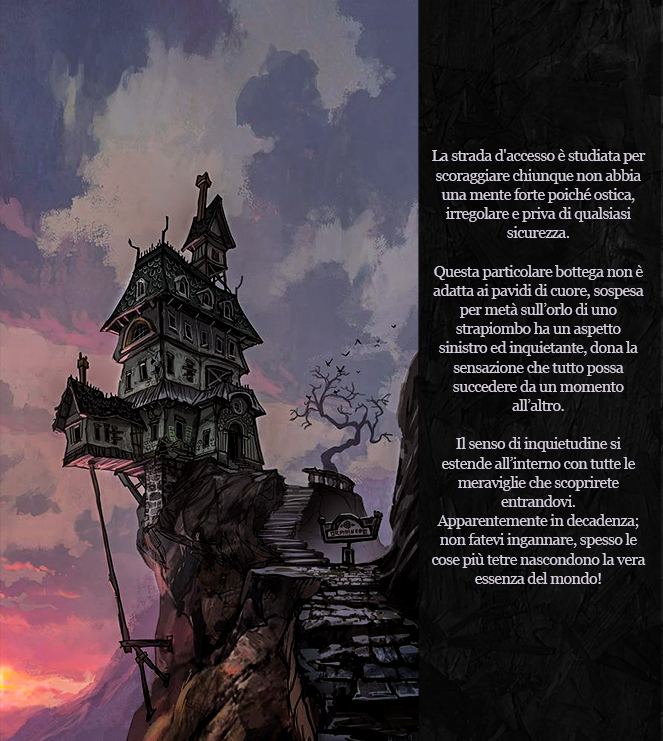 La strada d'accesso è studiata per
scoraggiare chiunque non abbia
una mente forte poiché ostica,
irregolare e priva di qualsiasi
sicurezza.
Questa particolare bottega non è
adatta ai pavidi di cuore, sospesa
per metà sull’orlo di uno
strapiombo ha un aspetto
sinistro ed inquietante, dona la
sensazione che tutto possa
succedere da un momento
all’altro.
Il senso di inquietudine si
estende all’interno con tutte le
meraviglie che scoprirete
entrandovi.
Apparentemente in decadenza;
non fatevi ingannare, spesso le
cose più tetre nascondono la vera
essenza del mondo!